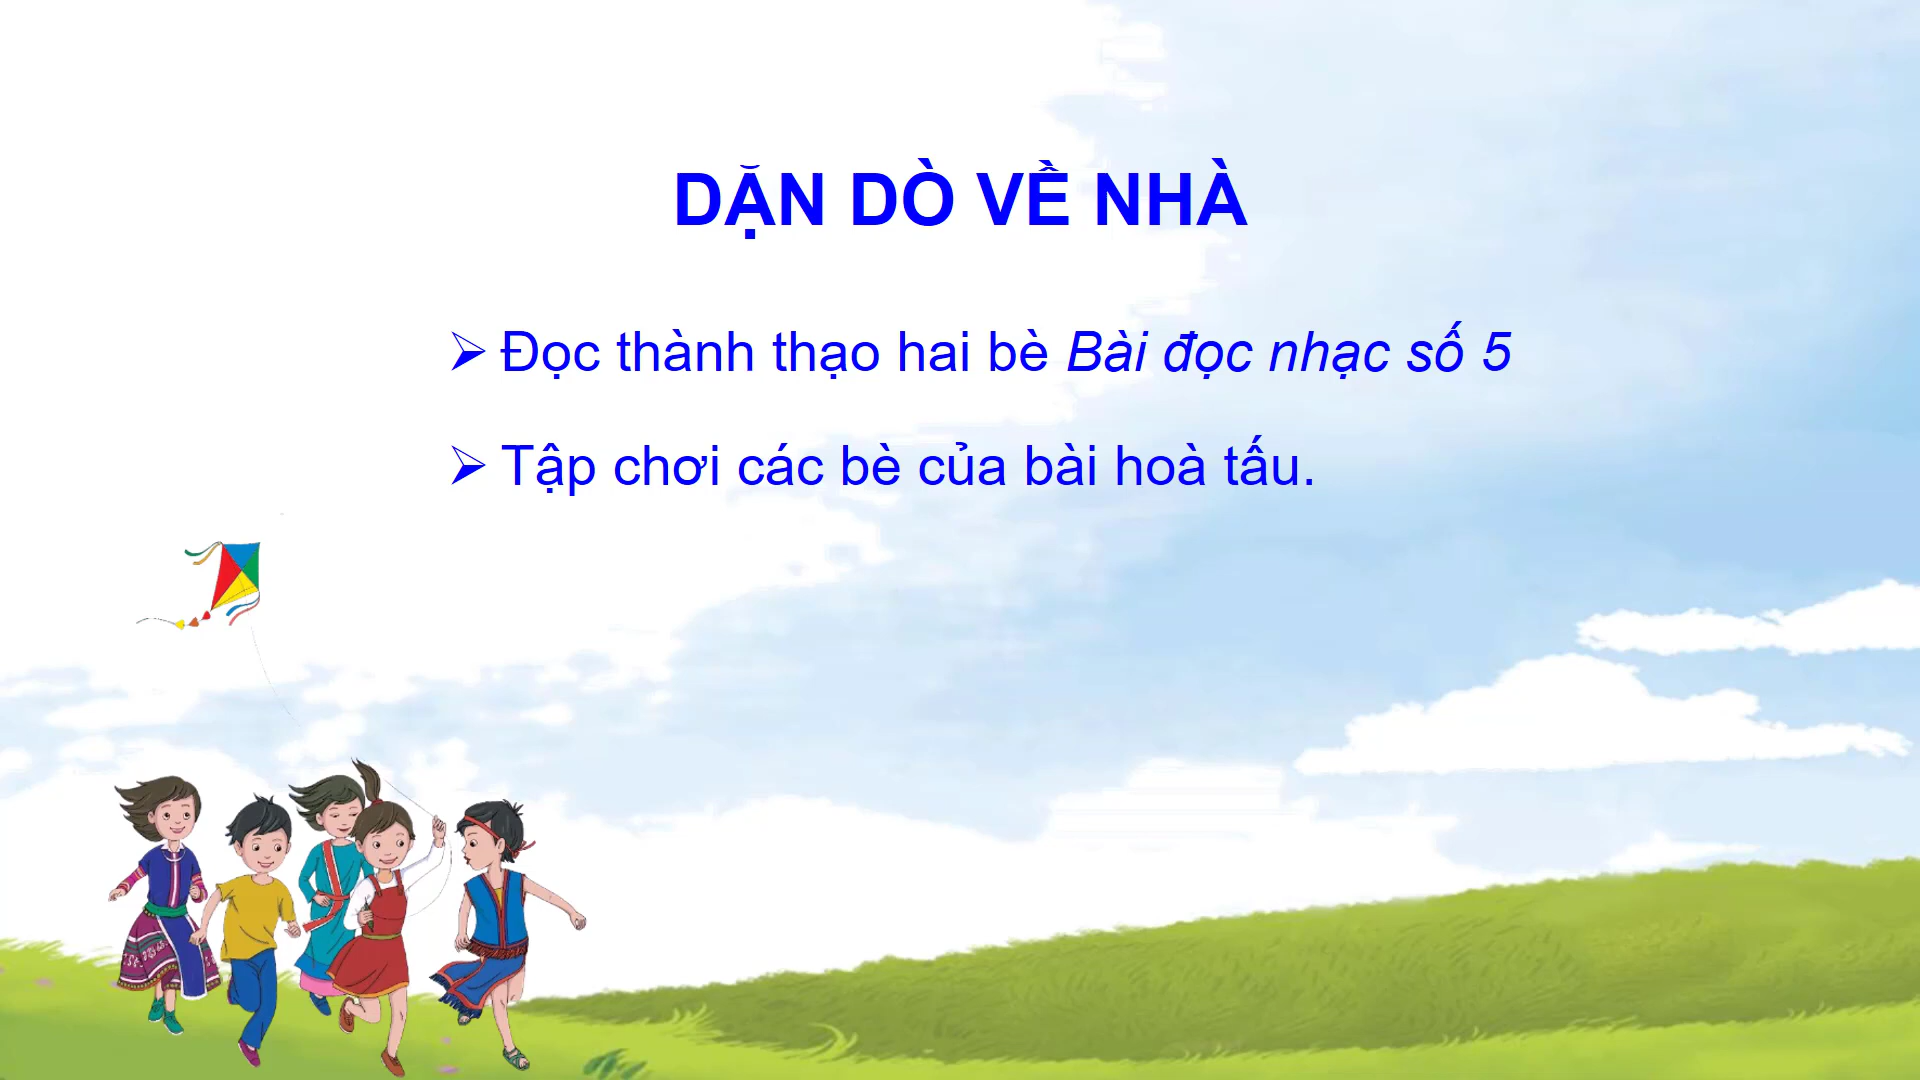 DẶN DÒ VỀ NHÀ
Đọc thành thạo hai bè Bài đọc nhạc số 5
Tập chơi các bè của bài hoà tấu.